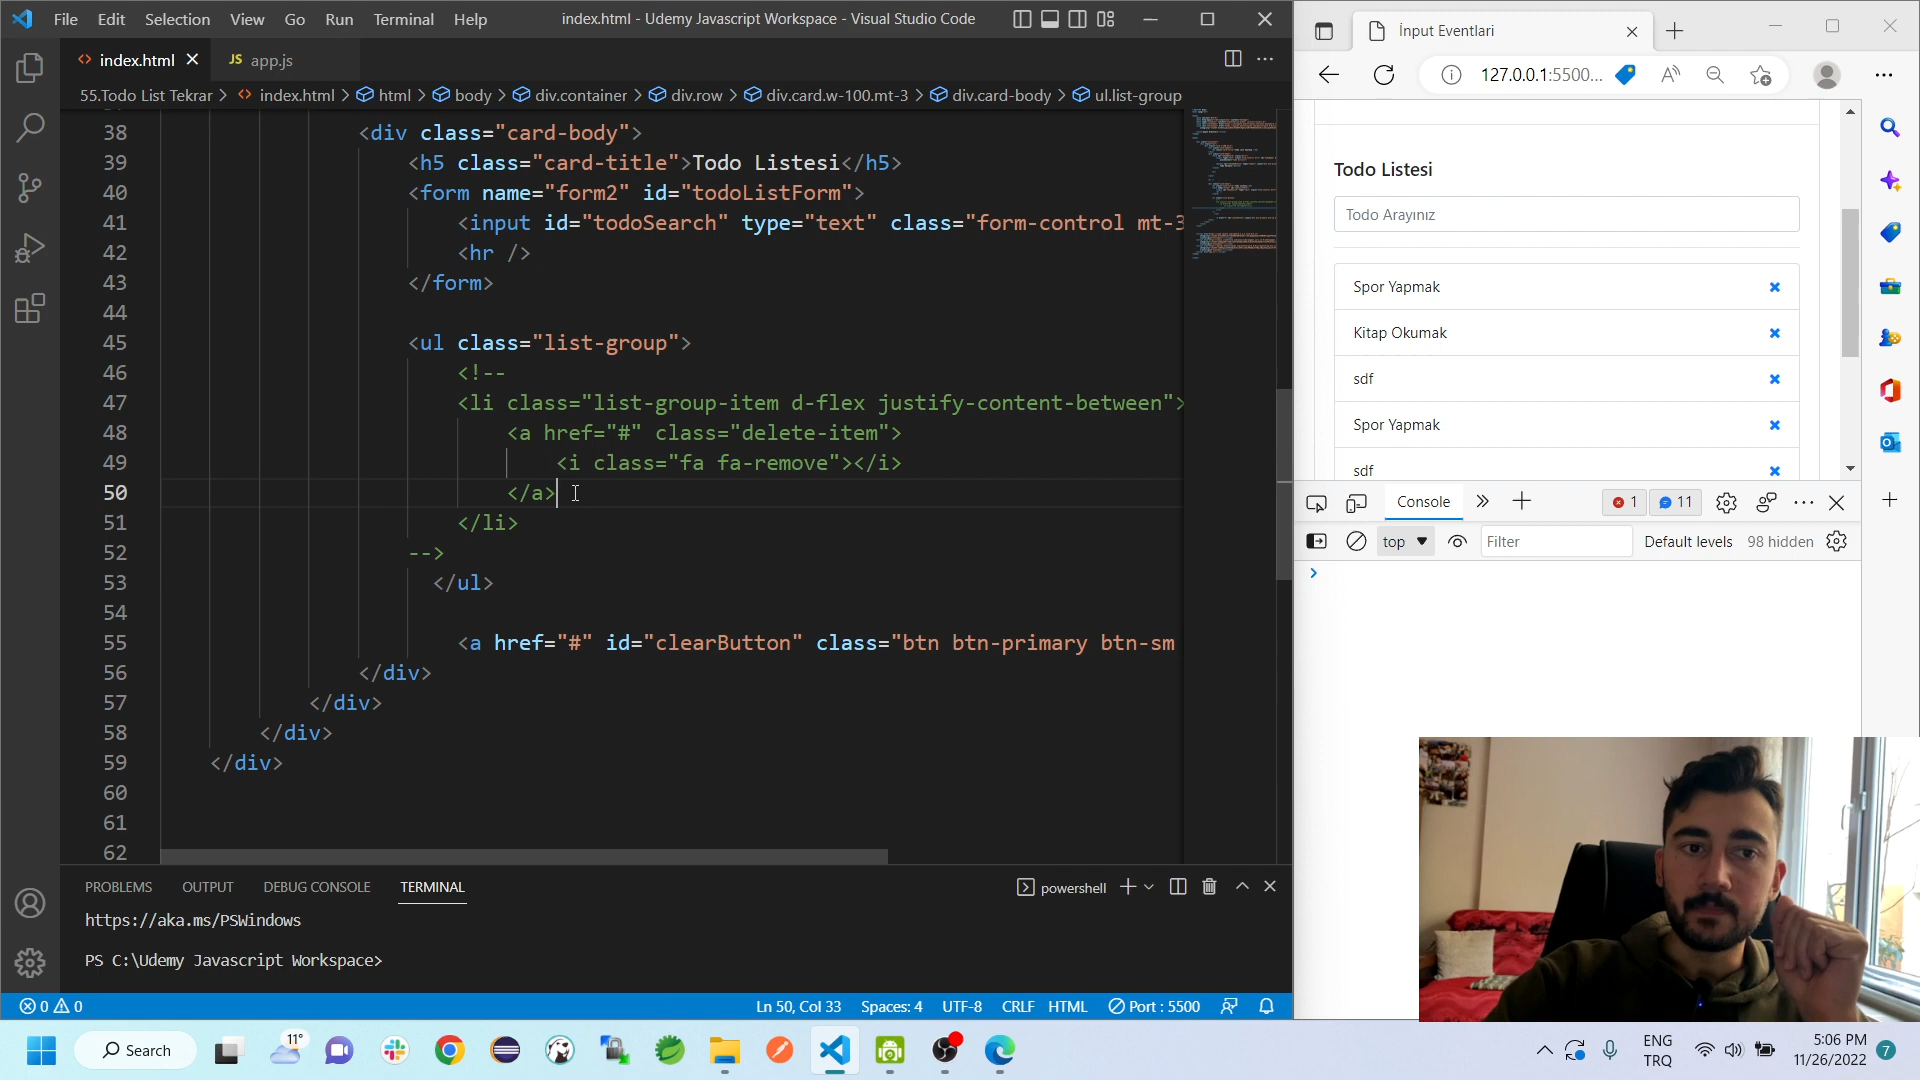 File Edit Selection View Go Run Terminal Help
index.html - Udemy Javascript Workspace - Visual Studio Code
index.html
JS app.js
55.Todo List Tekrar > index.html > html > body > div.container > div.row > div.card.w-100.mt-3 > div.card-body > ul.list-group
38 <div class="card-body">
39 <h5 class="card-title">Todo Listesi</h5>
40 <form name="form2" id="todoListForm">
41 <input id="todoSearch" type="text" class="form-control mt-3
42 <hr />
43 </form>
44
45 <ul class="list-group">
46 <!--
47 <li class="list-group-item d-flex justify-content-between">
48 <a href="#" class="delete-item">
49 <i class="fa fa-remove"></i>
50 </a>
51 </li>
52 -->
53 </ul>
54
55 <a href="#" id="clearButton" class="btn btn-primary btn-sm
56 </div>
57 </div>
58 </div>
59 </div>
60
61
62
PROBLEMS OUTPUT DEBUG CONSOLE TERMINAL
powershell
https://aka.ms/PSWindows
PS C:\Udemy Javascript Workspace>
0 0
Ln 50, Col 33 Spaces: 4 UTF-8 CRLF HTML Port : 5500
İnput Eventlari
127.0.0.1:5500...
Todo Listesi
Todo Arayınız
Spor Yapmak
Kitap Okumak
sdf
Spor Yapmak
sdf
Console
1
11
top
Filter
Default levels
98 hidden
Search
11°
ENG
TRQ
5:06 PM
11/26/2022
7